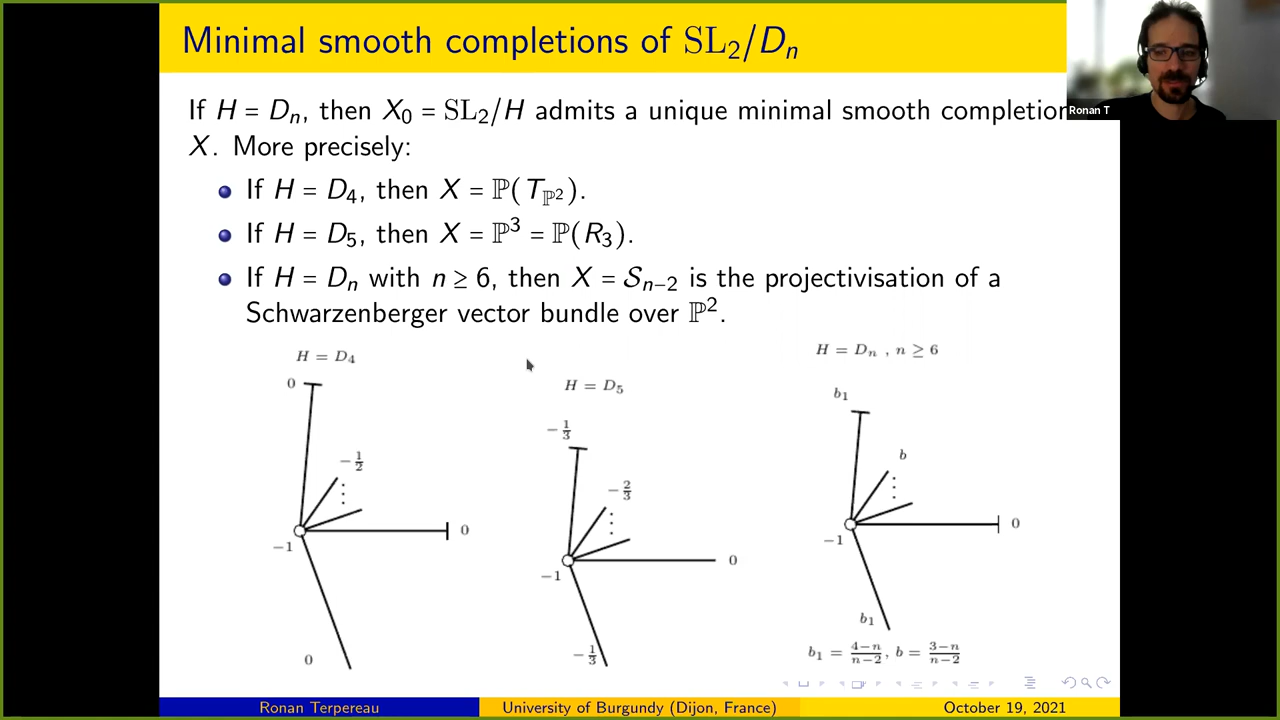 Minimal smooth completions of SL₂/Dₙ
Ronan T
If H = Dₙ, then X₀ = SL₂/H admits a unique minimal smooth completion
X. More precisely:
If H = D₄, then X = ℙ(T_ℙ²).
If H = D₅, then X = ℙ³ = ℙ(R₃).
If H = Dₙ with n ≥ 6, then X = 𝒮ₙ₋₂ is the projectivisation of a
Schwarzenberger vector bundle over ℙ².
H = D₄
0
−1/2
0
−1
0
H = D₅
−1/3
−2/3
0
−1
−1/3
H = Dₙ , n ≥ 6
b₁
b
0
−1
b₁
b₁ = (4−n)/(n−2), b = (3−n)/(n−2)
Ronan Terpereau
University of Burgundy (Dijon, France)
October 19, 2021